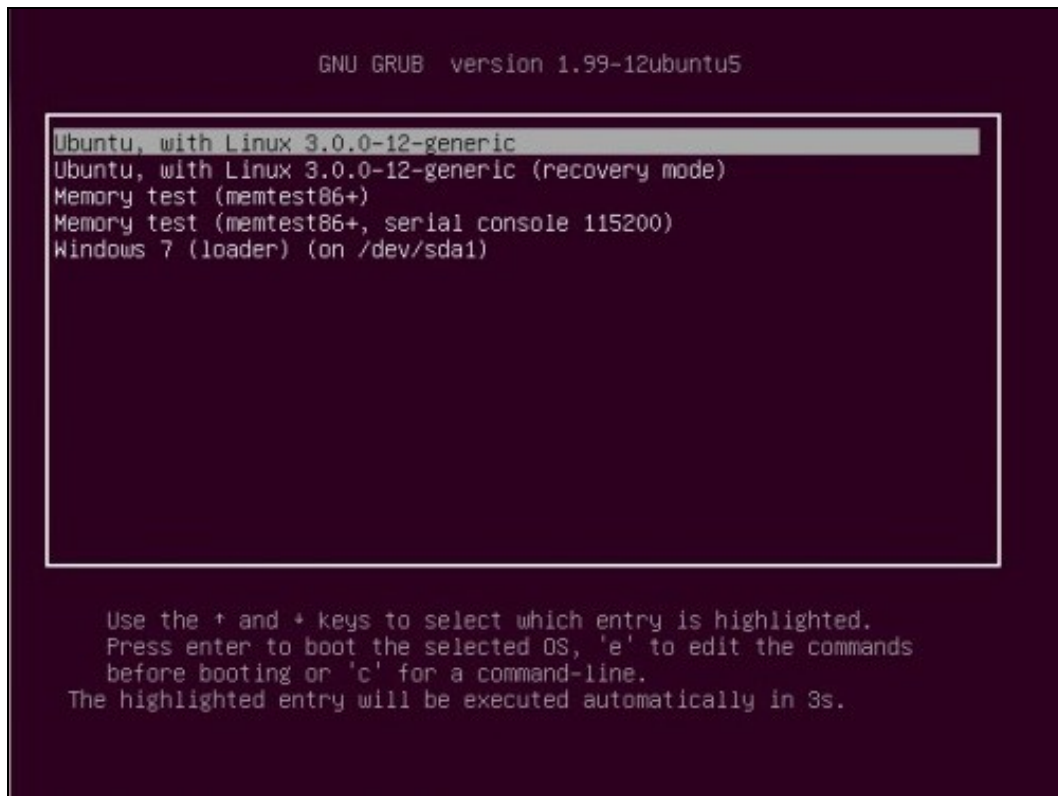 GNU GRUB  version 1.99-12ubuntu5
Ubuntu, with Linux 3.0.0-12-generic
Ubuntu, with Linux 3.0.0-12-generic (recovery mode)
Memory test (memtest86+)
Memory test (memtest86+, serial console 115200)
Windows 7 (loader) (on /dev/sda1)
Use the ↑ and ↓ keys to select which entry is highlighted.
Press enter to boot the selected OS, 'e' to edit the commands
before booting or 'c' for a command-line.
The highlighted entry will be executed automatically in 3s.